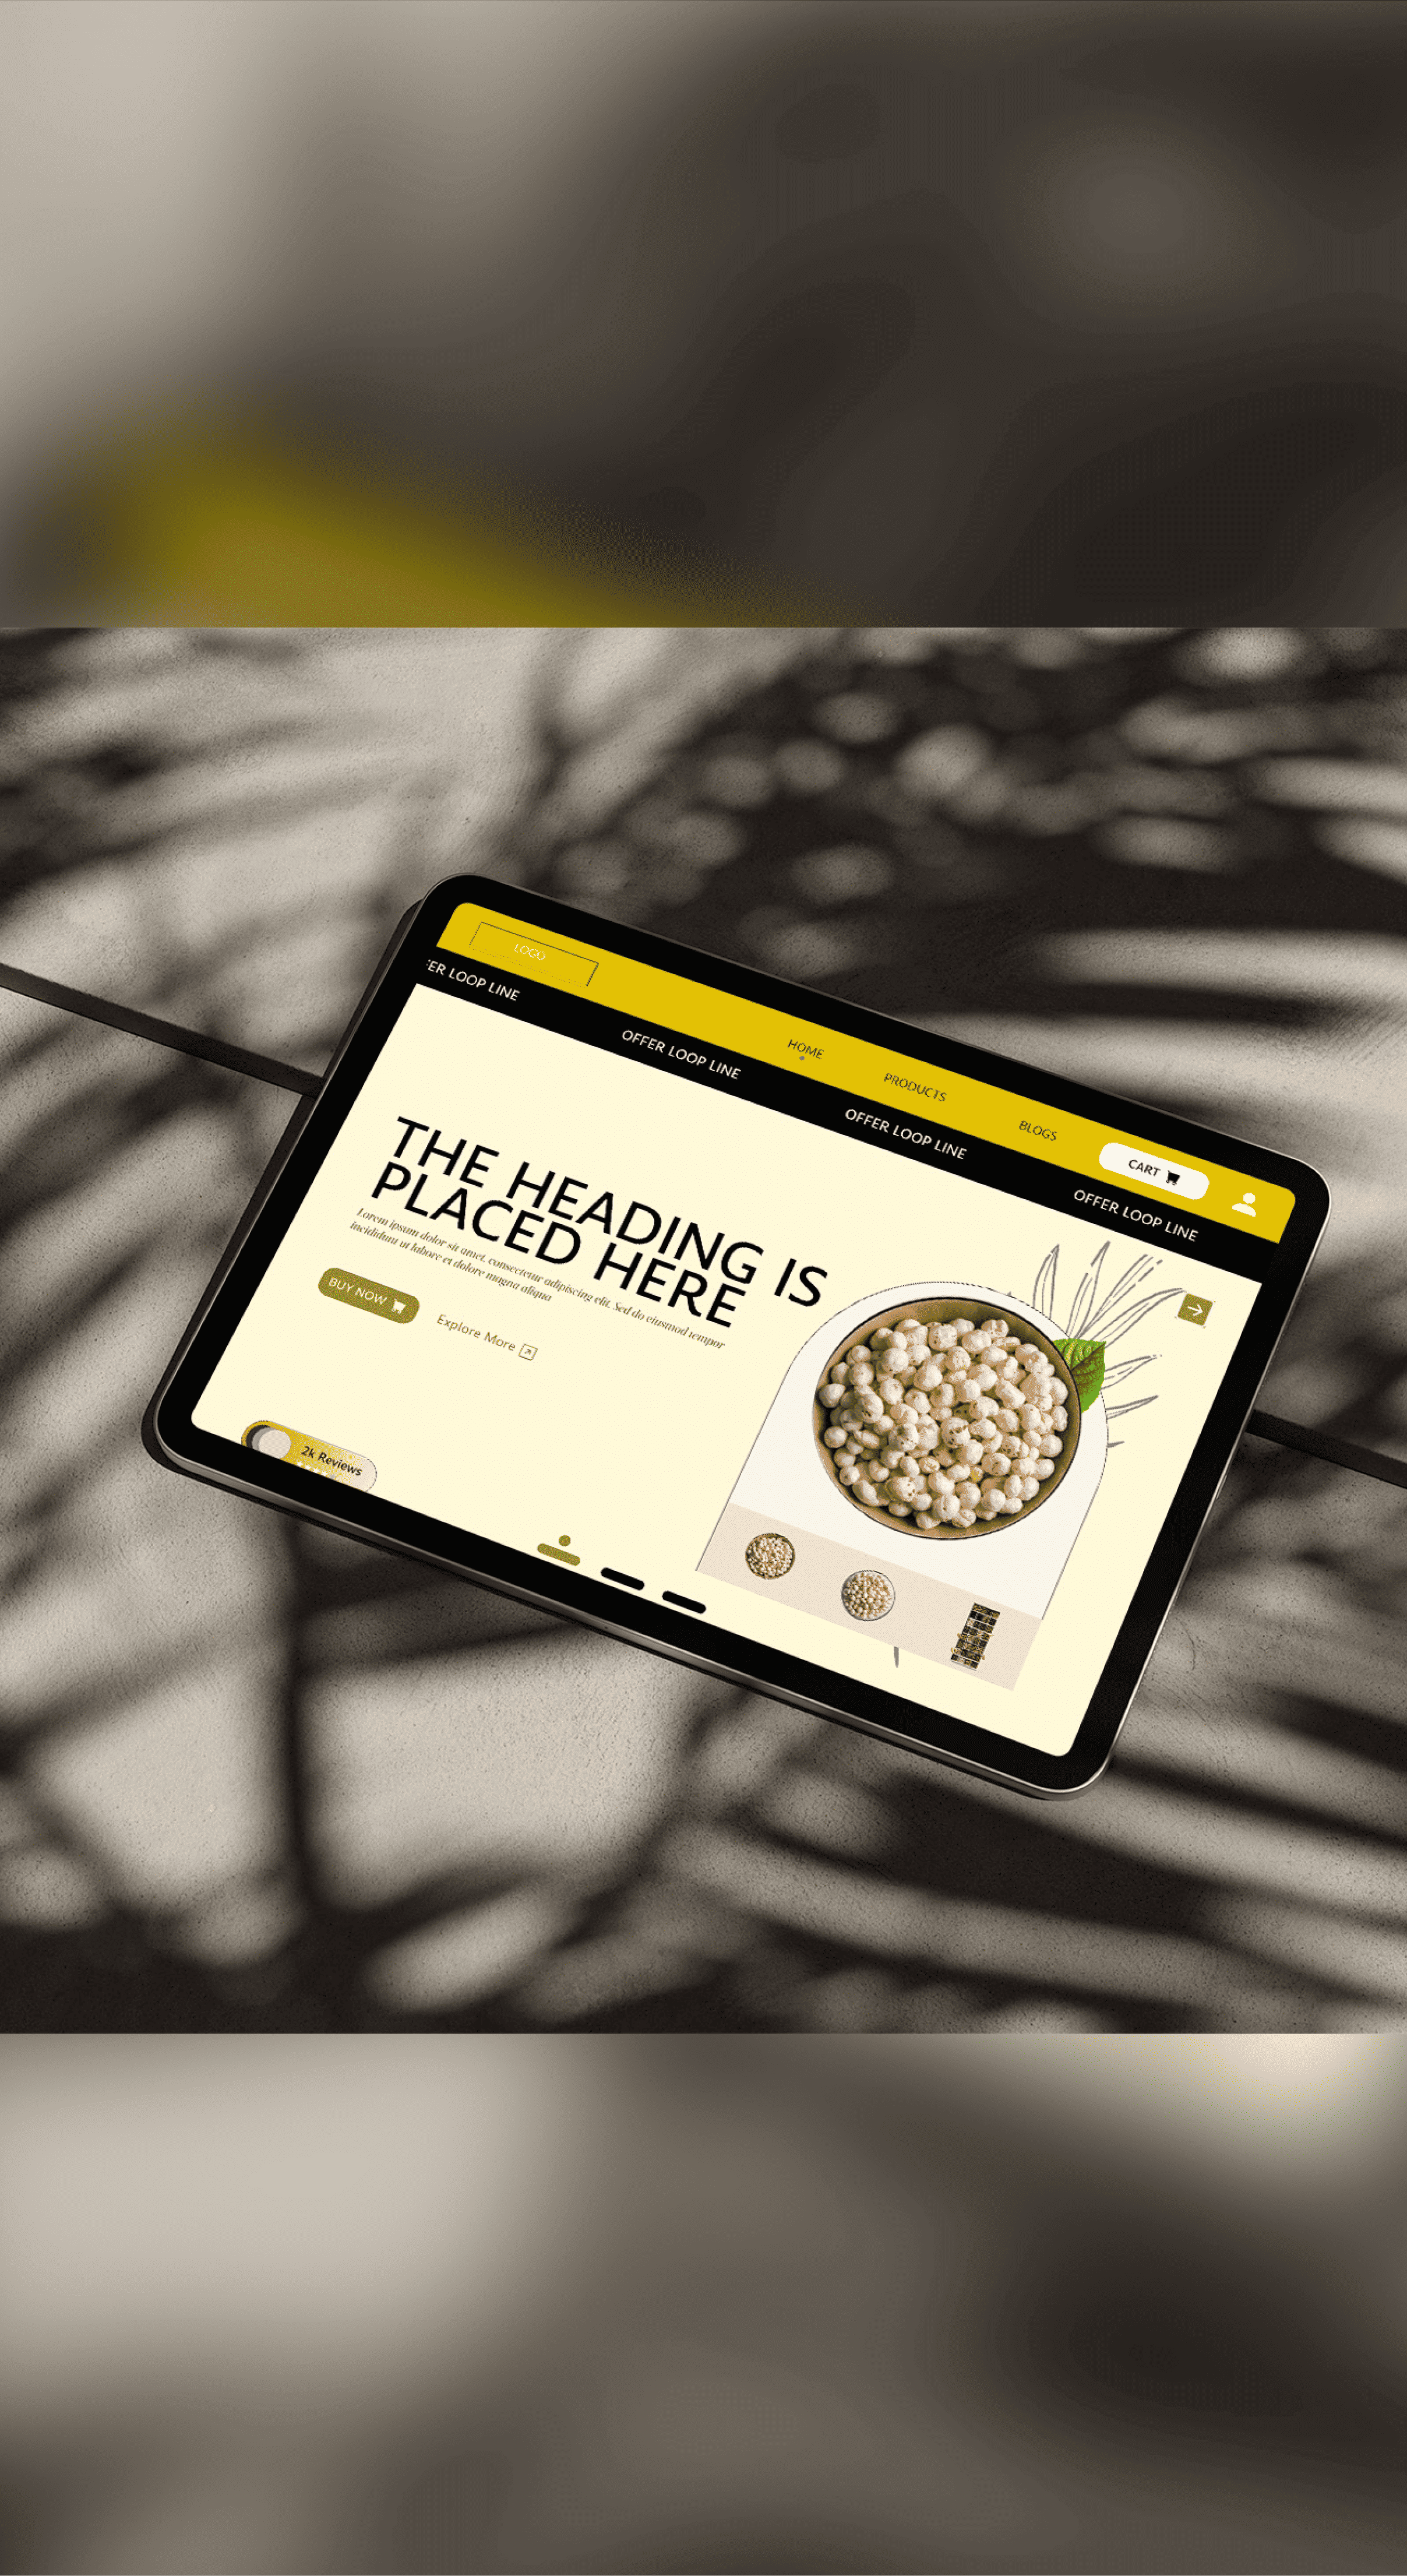 LOGO
HOME
PRODUCTS
BLOGS
CART
ER LOOP LINE
OFFER LOOP LINE
OFFER LOOP LINE
OFFER LOOP LINE
THE HEADING IS
PLACED HERE
Lorem ipsum dolor sit amet, consectetur adipiscing elit. Sed do eiusmod tempor
incididunt ut labore et dolore magna aliqua
BUY NOW
Explore More
2k Reviews